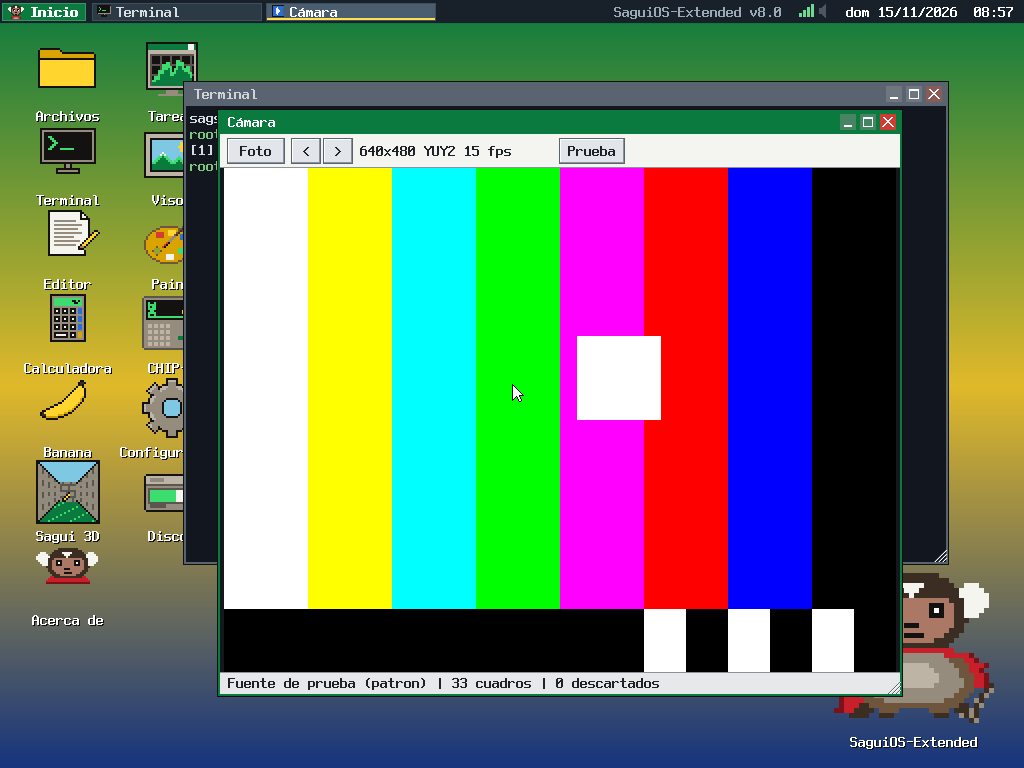 Inicio
Terminal
Cámara
SaguiOS-Extended v8.0
dom 15/11/2026 08:57
Archivos
Terminal
Editor
Calculadora
Banana
Sagui 3D
Acerca de
Terminal
[1]
Cámara
Foto
<
>
640x480 YUY2 15 fps
Prueba
Fuente de prueba (patron) | 33 cuadros | 0 descartados
SaguiOS-Extended